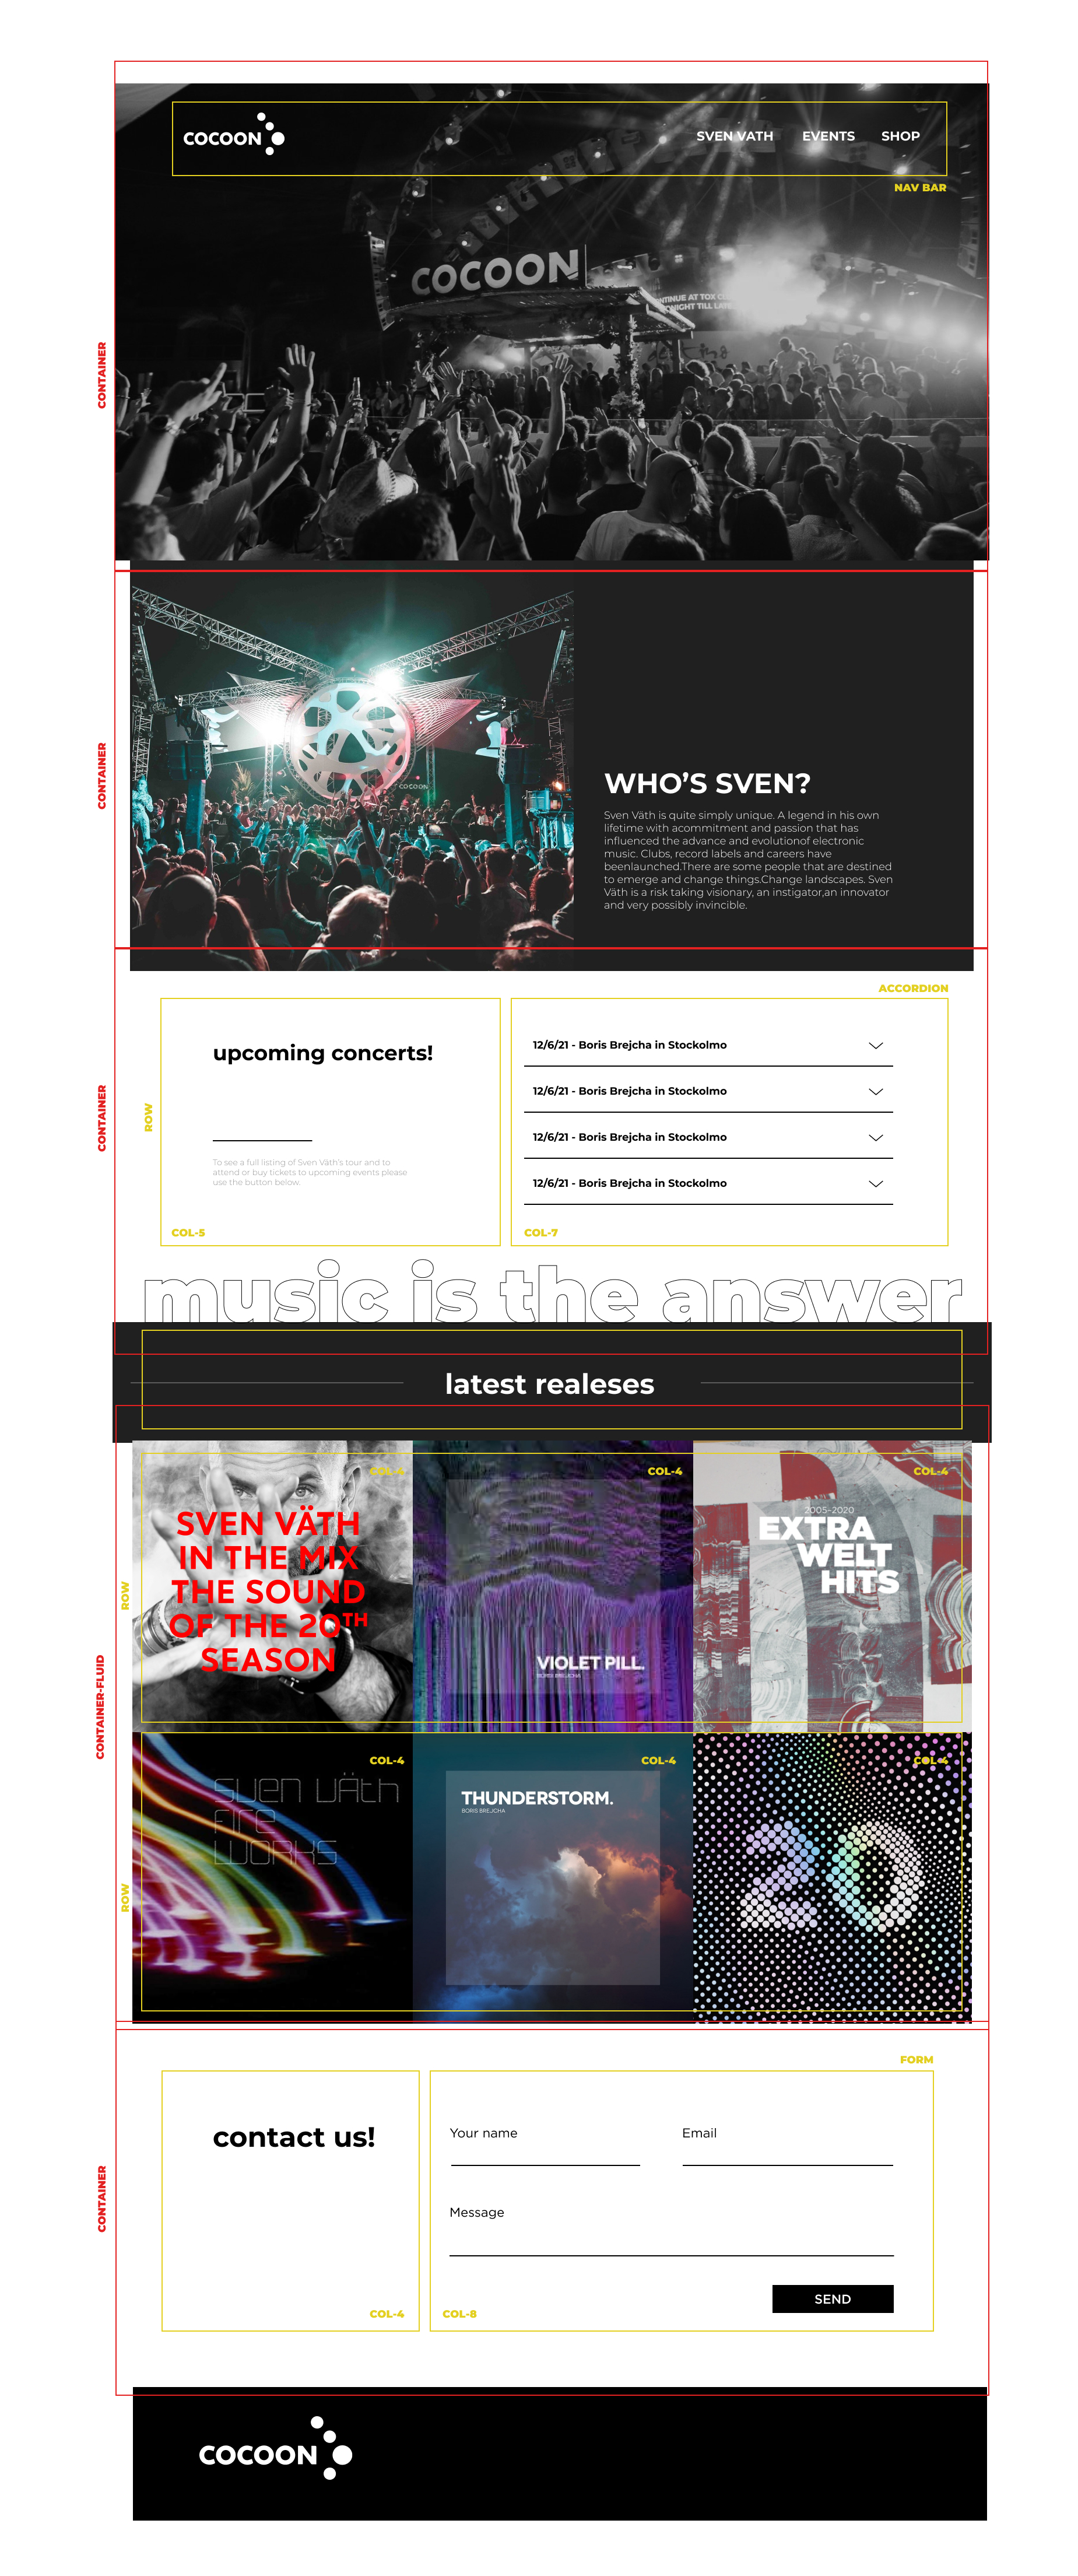 COCOON
SVEN VATH EVENTS SHOP
NAV BAR
COCOON
CONTAINER
COCOON
CONTAINER
WHO'S SVEN?
Sven Väth is quite simply unique. A legend in his own
lifetime with acommitment and passion that has
influenced the advance and evolutionof electronic
music. Clubs, record labels and careers have
beenlaunched.There are some people that are destined
to emerge and change things.Change landscapes. Sven
Väth is a risk taking visionary, an instigator,an innovator
and very possibly invincible.
ACCORDION
CONTAINER
ROW
upcoming concerts!
To see a full listing of Sven Väth's tour and to
attend or buy tickets to upcoming events please
use the button below.
COL-5
12/6/21 - Boris Brejcha in Stockolmo
12/6/21 - Boris Brejcha in Stockolmo
12/6/21 - Boris Brejcha in Stockolmo
12/6/21 - Boris Brejcha in Stockolmo
COL-7
music is the answer
latest realeses
CONTAINER-FLUID
ROW
COL-4
SVEN VÄTH
IN THE MIX
THE SOUND
OF THE 20TH
SEASON
COL-4
VIOLET PILL.
BORIS BREJCHA
COL-4
2005–2020
EXTRA
WELT
HITS
ROW
COL-4
sven väth
fire
works
COL-4
THUNDERSTORM.
BORIS BREJCHA
COL-4
20
FORM
CONTAINER
contact us!
COL-4
Your name Email
Message
SEND
COL-8
COCOON